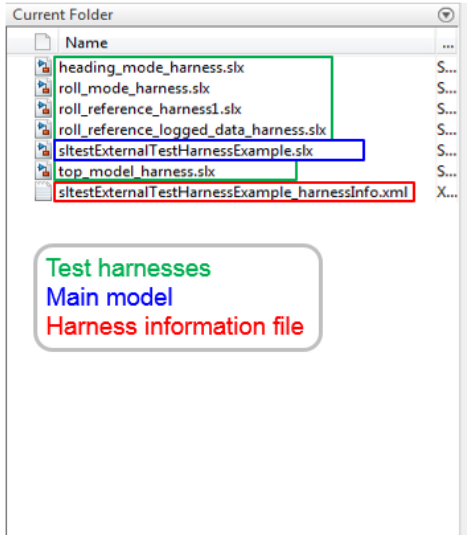 Current Folder
Name ...
heading_mode_harness.slx S...
roll_mode_harness.slx S...
roll_reference_harness1.slx S...
roll_reference_logged_data_harness.slx S...
sltestExternalTestHarnessExample.slx S...
top_model_harness.slx S...
sltestExternalTestHarnessExample_harnessInfo.xml X...
Test harnesses
Main model
Harness information file